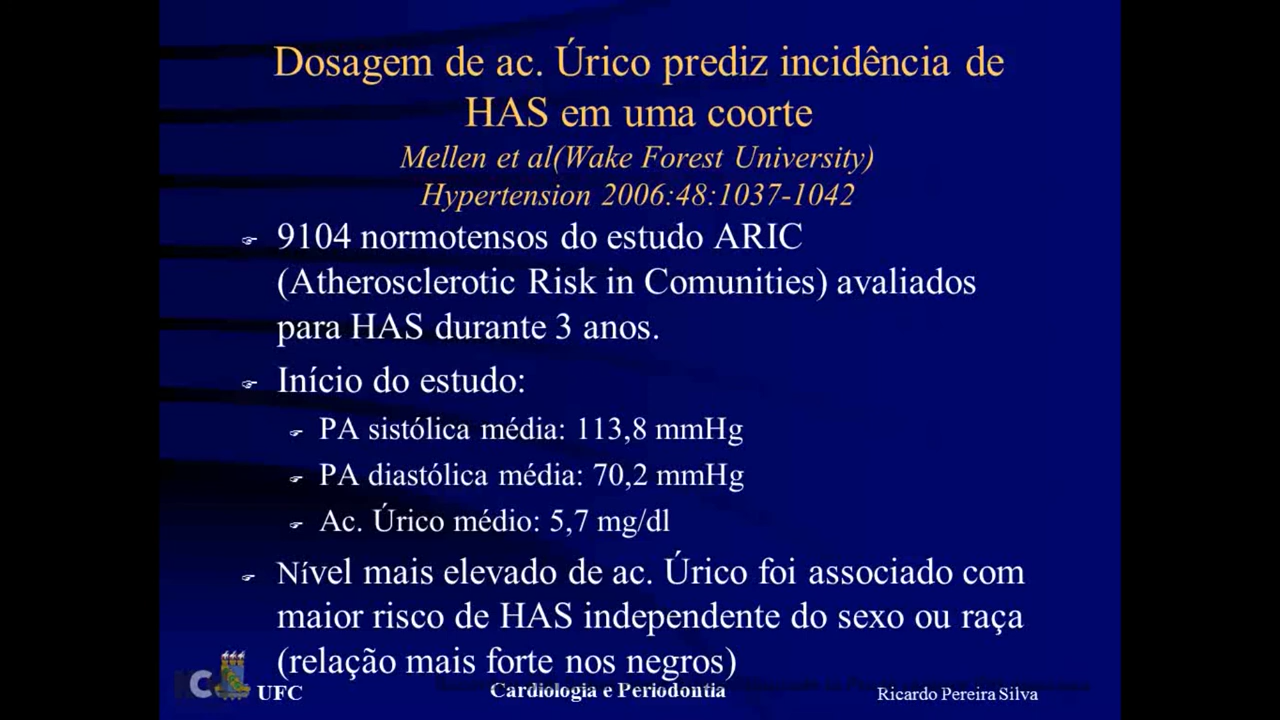 Dosagem de ac. Úrico prediz incidência de
HAS em uma coorte
Mellen et al(Wake Forest University)
Hypertension 2006:48:1037-1042
9104 normotensos do estudo ARIC
(Atherosclerotic Risk in Comunities) avaliados
para HAS durante 3 anos.
Início do estudo:
PA sistólica média: 113,8 mmHg
PA diastólica média: 70,2 mmHg
Ac. Úrico médio: 5,7 mg/dl
Nível mais elevado de ac. Úrico foi associado com
maior risco de HAS independente do sexo ou raça
(relação mais forte nos negros)
UFC
Cardiologia e Periodontia
Ricardo Pereira Silva